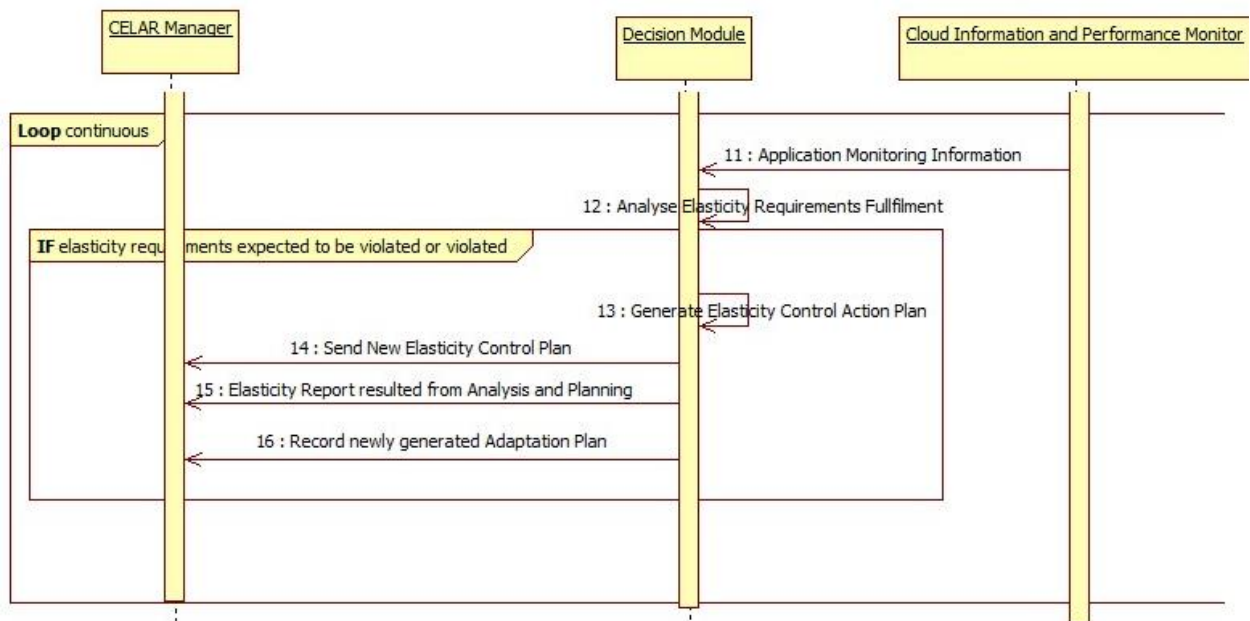 CELAR Manager
Decision Module
Cloud Information and Performance Monitor
Loop continuous
11 : Application Monitoring Information
12 : Analyse Elasticity Requirements Fullfilment
IF elasticity requirements expected to be violated or violated
13 : Generate Elasticity Control Action Plan
14 : Send New Elasticity Control Plan
15 : Elasticity Report resulted from Analysis and Planning
16 : Record newly generated Adaptation Plan